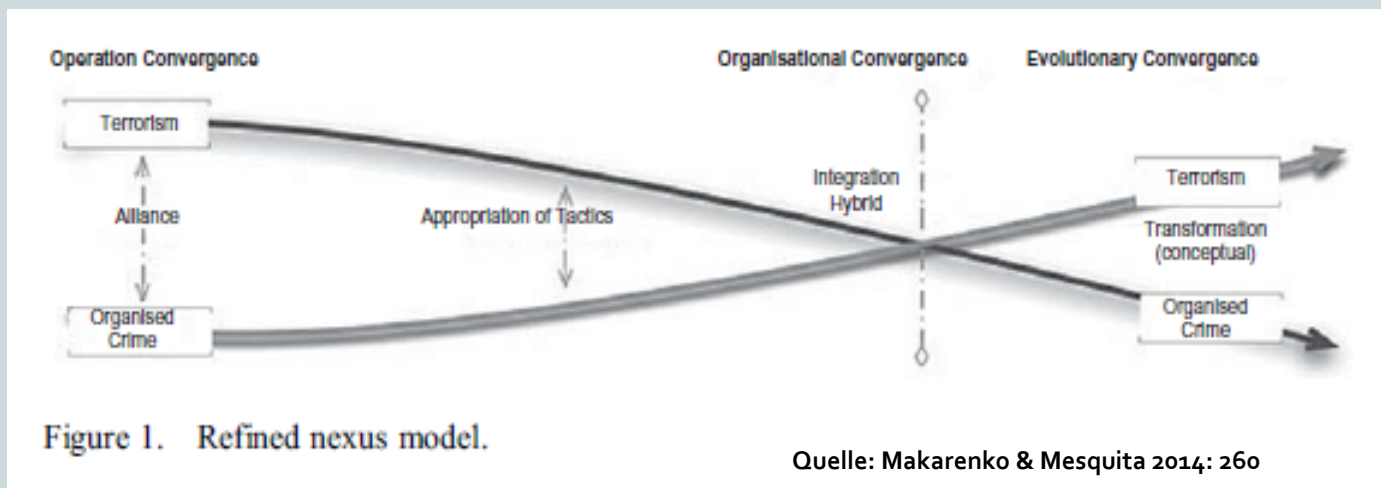 Operation Convergence
Organisational Convergence
Evolutionary Convergence
Terrorism
Alliance
Organised
Crime
Appropriation of Tactics
Integration
Hybrid
Terrorism
Transformation
(conceptual)
Organised
Crime
Figure 1. Refined nexus model.
Quelle: Makarenko & Mesquita 2014: 260